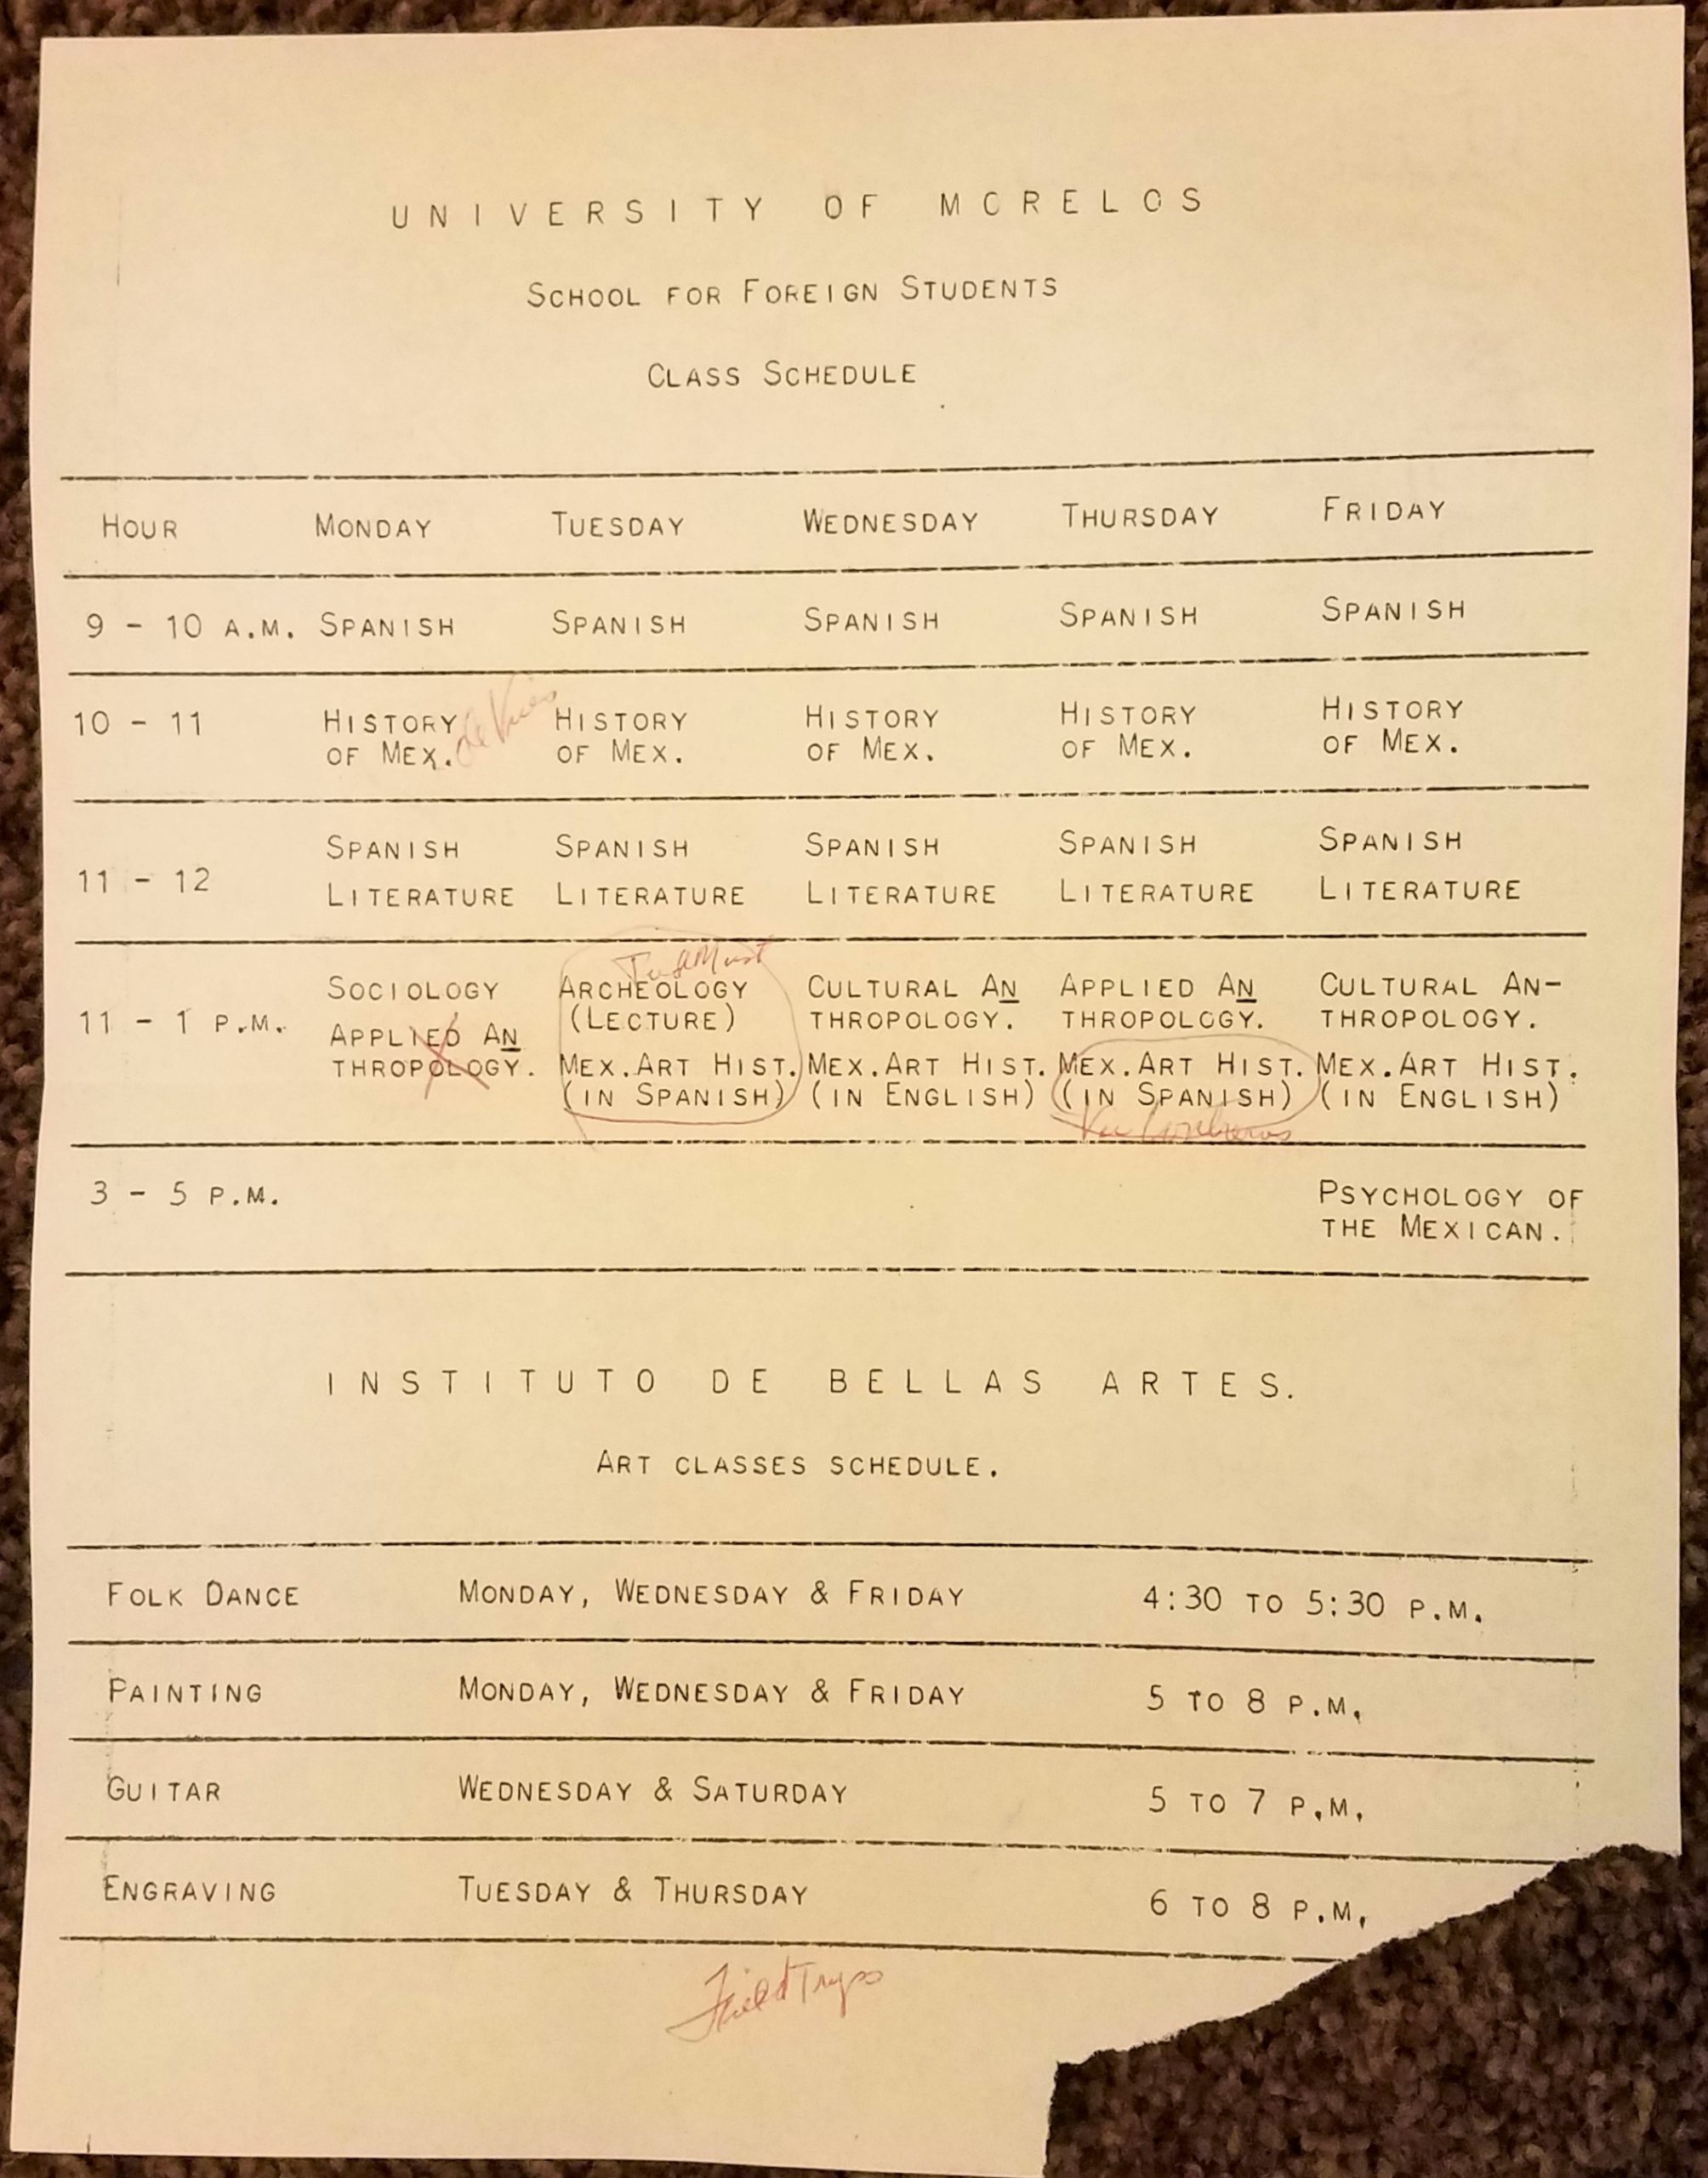 UNIVERSITY OF MORELOS
SCHOOL FOR FOREIGN STUDENTS
CLASS SCHEDULE
HOUR MONDAY TUESDAY WEDNESDAY THURSDAY FRIDAY
9 - 10 A.M. SPANISH SPANISH SPANISH SPANISH SPANISH
10 - 11 HISTORY HISTORY HISTORY HISTORY HISTORY
OF MEX. OF MEX. OF MEX. OF MEX. OF MEX.
SPANISH SPANISH SPANISH SPANISH SPANISH
11 - 12
LITERATURE LITERATURE LITERATURE LITERATURE LITERATURE
SOCIOLOGY ARCHEOLOGY CULTURAL AN APPLIED AN CULTURAL AN-
11 - 1 P.M. (LECTURE) THROPOLOGY. THROPOLOGY. THROPOLOGY.
APPLIED AN
THROPOLOGY. MEX.ART HIST. MEX.ART HIST. MEX.ART HIST. MEX.ART HIST.
(IN SPANISH) (IN ENGLISH) (IN SPANISH) (IN ENGLISH)
3 - 5 P.M. PSYCHOLOGY OF
THE MEXICAN.
INSTITUTO DE BELLAS ARTES.
ART CLASSES SCHEDULE.
FOLK DANCE MONDAY, WEDNESDAY & FRIDAY 4:30 TO 5:30 P.M.
PAINTING MONDAY, WEDNESDAY & FRIDAY 5 TO 8 P.M.
GUITAR WEDNESDAY & SATURDAY 5 TO 7 P.M.
ENGRAVING TUESDAY & THURSDAY 6 TO 8 P.M.
Field Trips